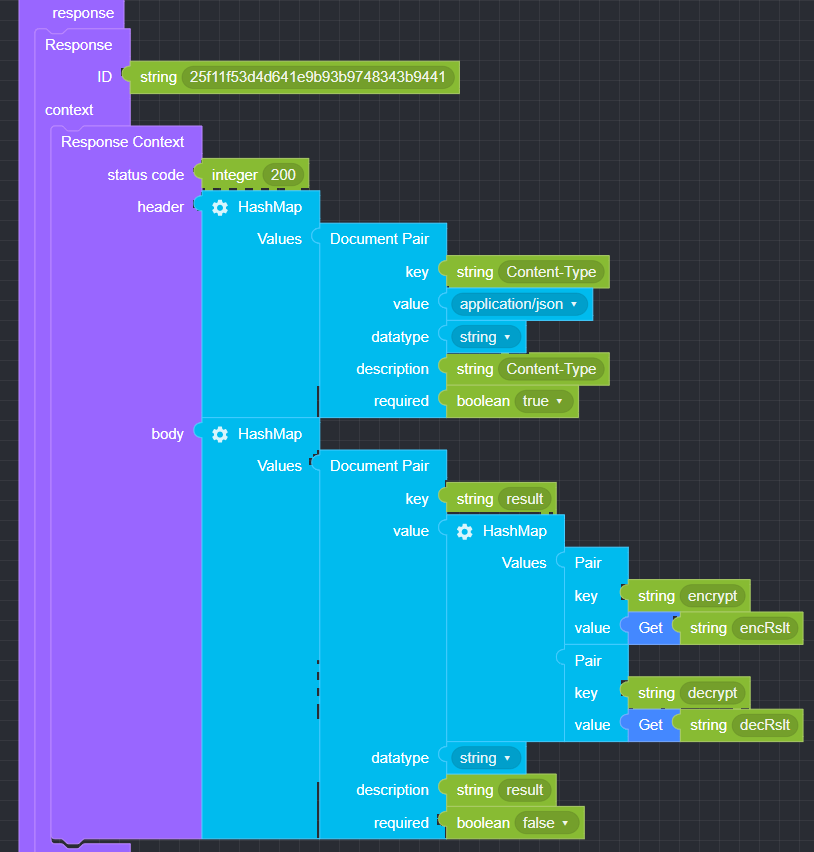 response
Response
ID string 25f11f53d4d641e9b93b9748343b9441
context
Response Context
status code integer 200
header HashMap
Values Document Pair
key string Content-Type
value application/json
datatype string
description string Content-Type
required boolean true
body HashMap
Values Document Pair
key string result
value HashMap
Values Pair
key string encrypt
value Get string encRslt
Pair
key string decrypt
value Get string decRslt
datatype string
description string result
required boolean false